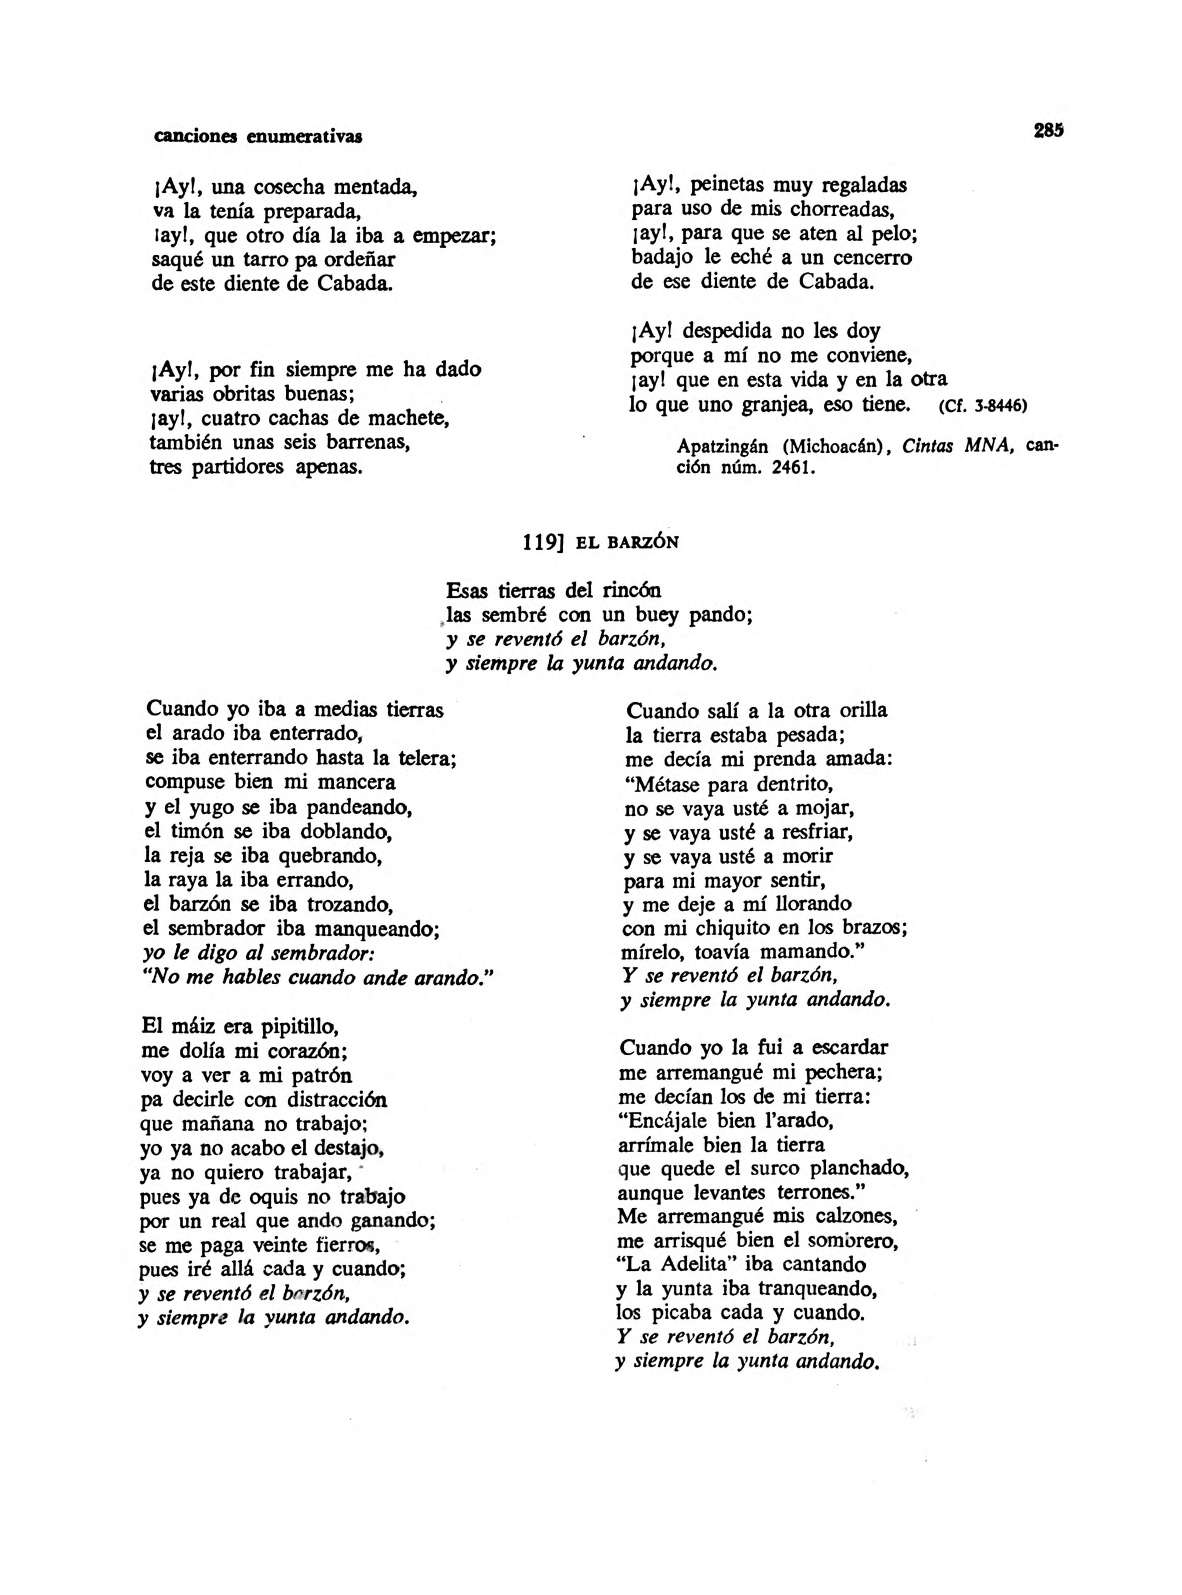 canciones enumerativas
285
¡Ay!, una cosecha mentada,
va la tenía preparada,
¡ay!, que otro día la iba a empezar;
saqué un tarro pa ordeñar
de este diente de Cabada.
¡Ay!, por fin siempre me ha dado
varias obritas buenas;
¡ay!, cuatro cachas de machete,
también unas seis barrenas,
tres partidores apenas.
¡Ay!, peinetas muy regaladas
para uso de mis chorreadas,
¡ay!, para que se aten al pelo;
badajo le eché a un cencerro
de ese diente de Cabada.
¡Ay! despedida no les doy
porque a mí no me conviene,
¡ay! que en esta vida y en la otra
lo que uno granjea, eso tiene. (Cf. 3-8446)
Apatzingán (Michoacán), Cintas MNA, can-
ción núm. 2461.
119] EL BARZÓN
Esas tierras del rincón
las sembré con un buey pando;
y se reventó el barzón,
y siempre la yunta andando.
Cuando yo iba a medias tierras
el arado iba enterrado,
se iba enterrando hasta la telera;
compuse bien mi mancera
y el yugo se iba pandeando,
el timón se iba doblando,
la reja se iba quebrando,
la raya la iba errando,
el barzón se iba trozando,
el sembrador iba manqueando;
yo le digo al sembrador:
“No me hables cuando ande arando.”
El máiz era pipitillo,
me dolía mi corazón;
voy a ver a mi patrón
pa decirle con distracción
que mañana no trabajo;
yo ya no acabo el destajo,
ya no quiero trabajar,
pues ya de oquis no trabajo
por un real que ando ganando;
se me paga veinte fierros,
pues iré allá cada y cuando;
y se reventó el barzón,
y siempre la yunta andando.
Cuando salí a la otra orilla
la tierra estaba pesada;
me decía mi prenda amada:
“Métase para dentrito,
no se vaya usté a mojar,
y se vaya usté a resfriar,
y se vaya usté a morir
para mi mayor sentir,
y me deje a mí llorando
con mi chiquito en los brazos;
mírelo, toavía mamando.”
Y se reventó el barzón,
y siempre la yunta andando.
Cuando yo la fui a escardar
me arremangué mi pechera;
me decían los de mi tierra:
“Encájale bien l’arado,
arrímale bien la tierra
que quede el surco planchado,
aunque levantes terrones.”
Me arremangué mis calzones,
me arrisqué bien el sombrero,
“La Adelita” iba cantando
y la yunta iba tranqueando,
los picaba cada y cuando.
Y se reventó el barzón,
y siempre la yunta andando.